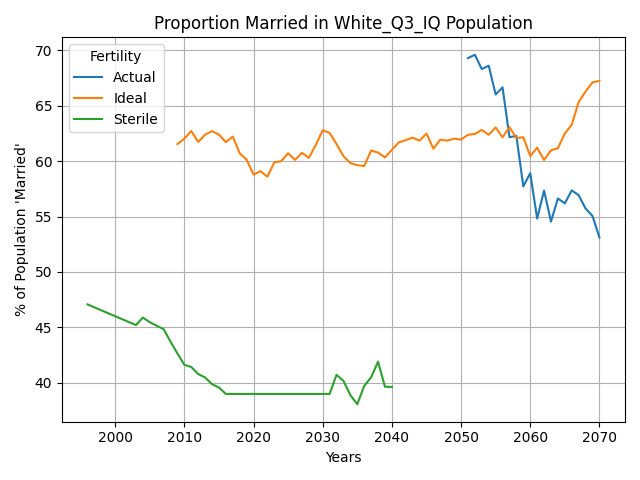 Proportion Married in White_Q3_IQ Population
Fertility
Actual
Ideal
Sterile
% of Population 'Married'
70
65
60
55
50
45
40
2000
2010
2020
2030
2040
2050
2060
2070
Years